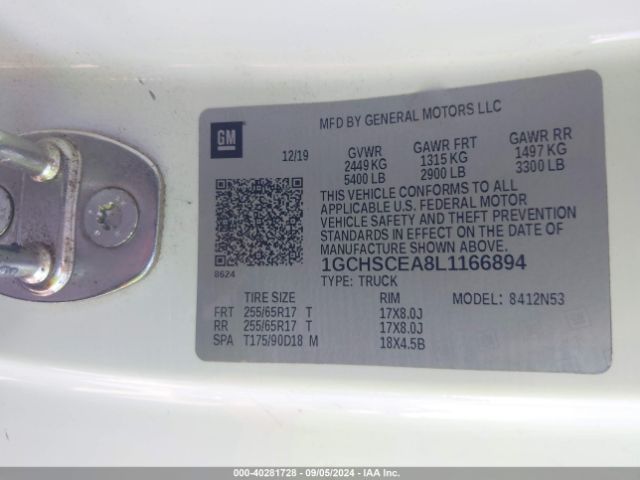 GM
MFD BY GENERAL MOTORS LLC
12/19 GVWR GAWR FRT GAWR RR
2449 KG 1315 KG 1497 KG
5400 LB 2900 LB 3300 LB
THIS VEHICLE CONFORMS TO ALL
APPLICABLE U.S. FEDERAL MOTOR
VEHICLE SAFETY AND THEFT PREVENTION
STANDARDS IN EFFECT ON THE DATE OF
MANUFACTURE SHOWN ABOVE.
8624
1GCHSCEA8L1166894
TYPE: TRUCK
TIRE SIZE RIM MODEL: 8412N53
FRT 255/65R17 T 17X8.0J
RR 255/65R17 T 17X8.0J
SPA T175/90D18 M 18X4.5B
000-40281728 - 09/05/2024 - IAA Inc.